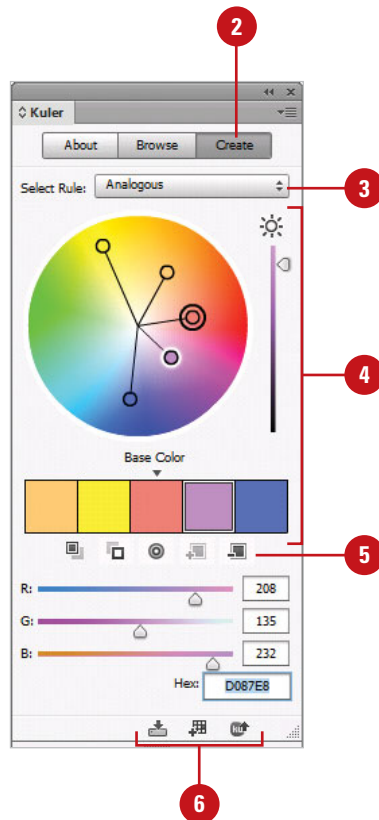 2
Kuler
About Browse Create
Select Rule: Analogous
3
4
Base Color
5
R: 208
G: 135
B: 232
Hex: D087E8
ku
6